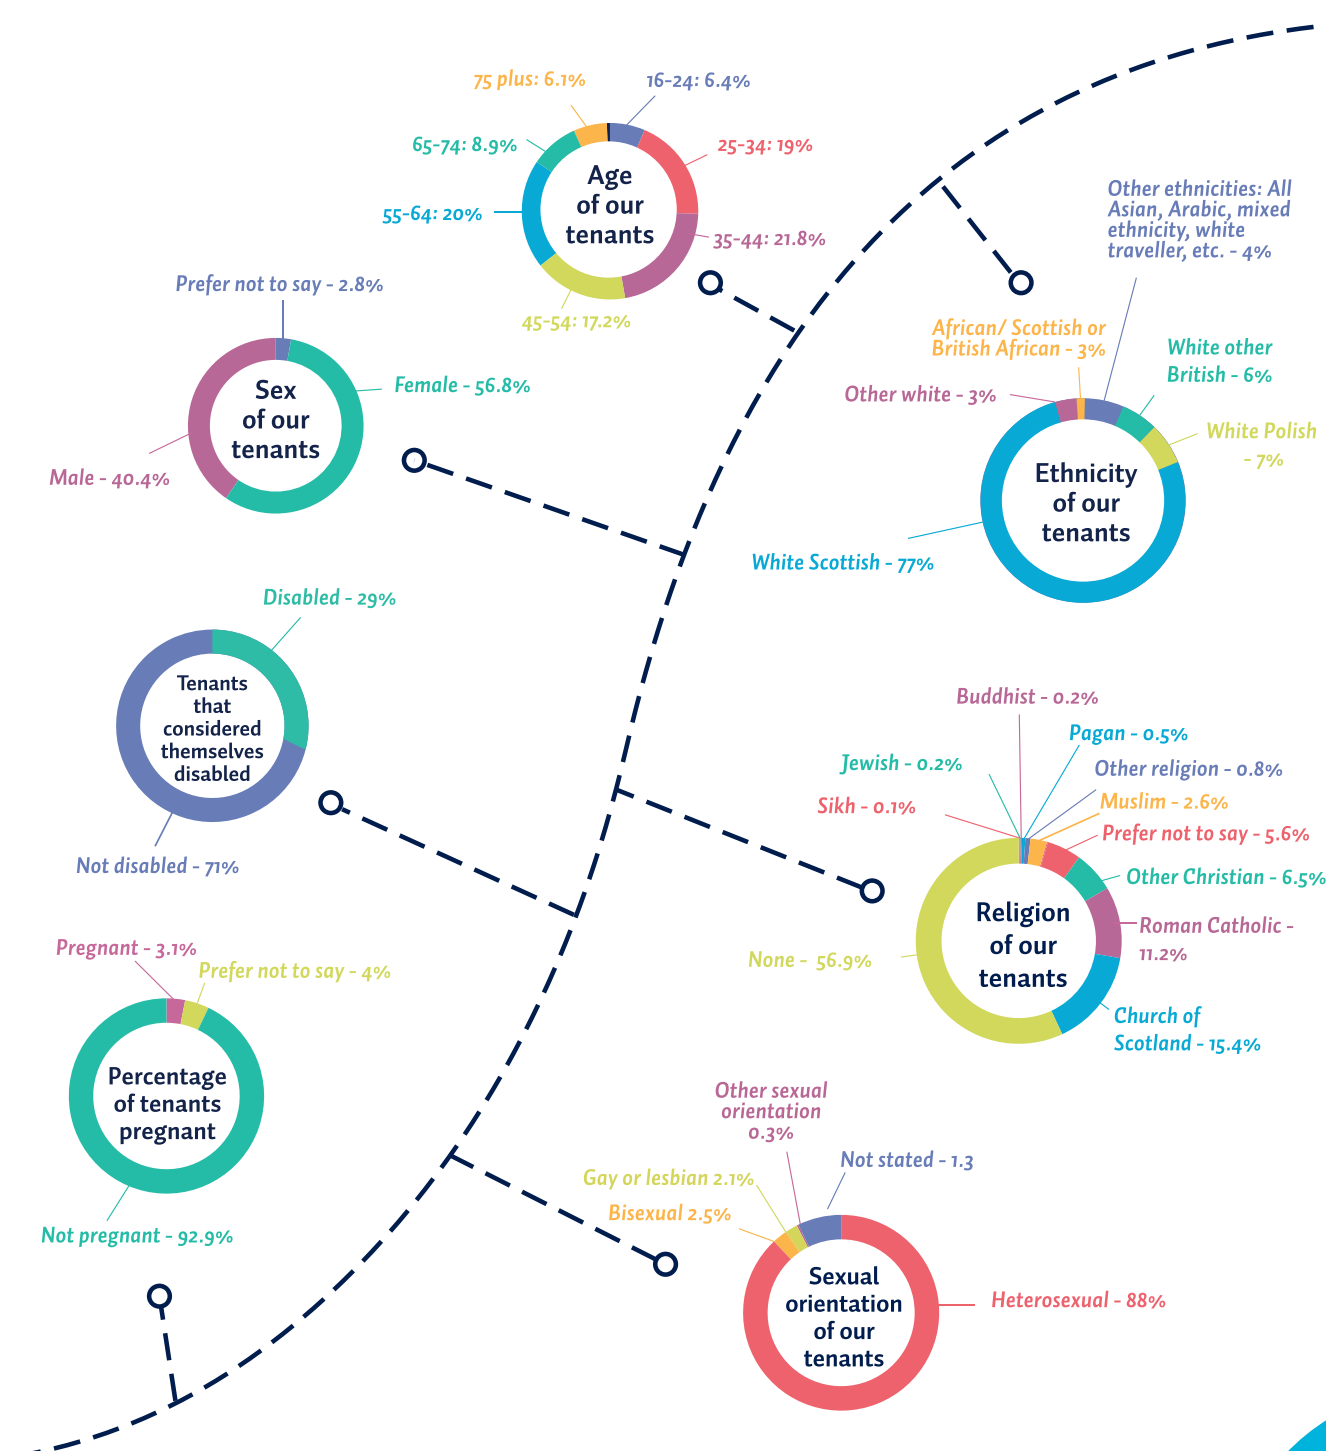 75 plus: 6.1%
16-24: 6.4%
65-74: 8.9%
25-34: 19%
55-64: 20%
35-44: 21.8%
45-54: 17.2%
Age
of our
tenants
Other ethnicities: All
Asian, Arabic, mixed
ethnicity, white
traveller, etc. - 4%
African/ Scottish or
British African - 3%
White other
British - 6%
Other white - 3%
White Polish
- 7%
White Scottish - 77%
Ethnicity
of our
tenants
Prefer not to say - 2.8%
Female - 56.8%
Male - 40.4%
Sex
of our
tenants
Disabled - 29%
Tenants
that
considered
themselves
disabled
Not disabled - 71%
Buddhist - 0.2%
Pagan - 0.5%
Jewish - 0.2%
Other religion - 0.8%
Sikh - 0.1%
Muslim - 2.6%
Prefer not to say - 5.6%
Other Christian - 6.5%
Roman Catholic -
11.2%
None -  56.9%
Church of
Scotland - 15.4%
Religion
of our
tenants
Pregnant - 3.1%
Prefer not to say - 4%
Percentage
of tenants
pregnant
Not pregnant - 92.9%
Other sexual
orientation
0.3%
Not stated - 1.3
Gay or lesbian 2.1%
Bisexual 2.5%
Sexual
orientation
of our
tenants
Heterosexual - 88%